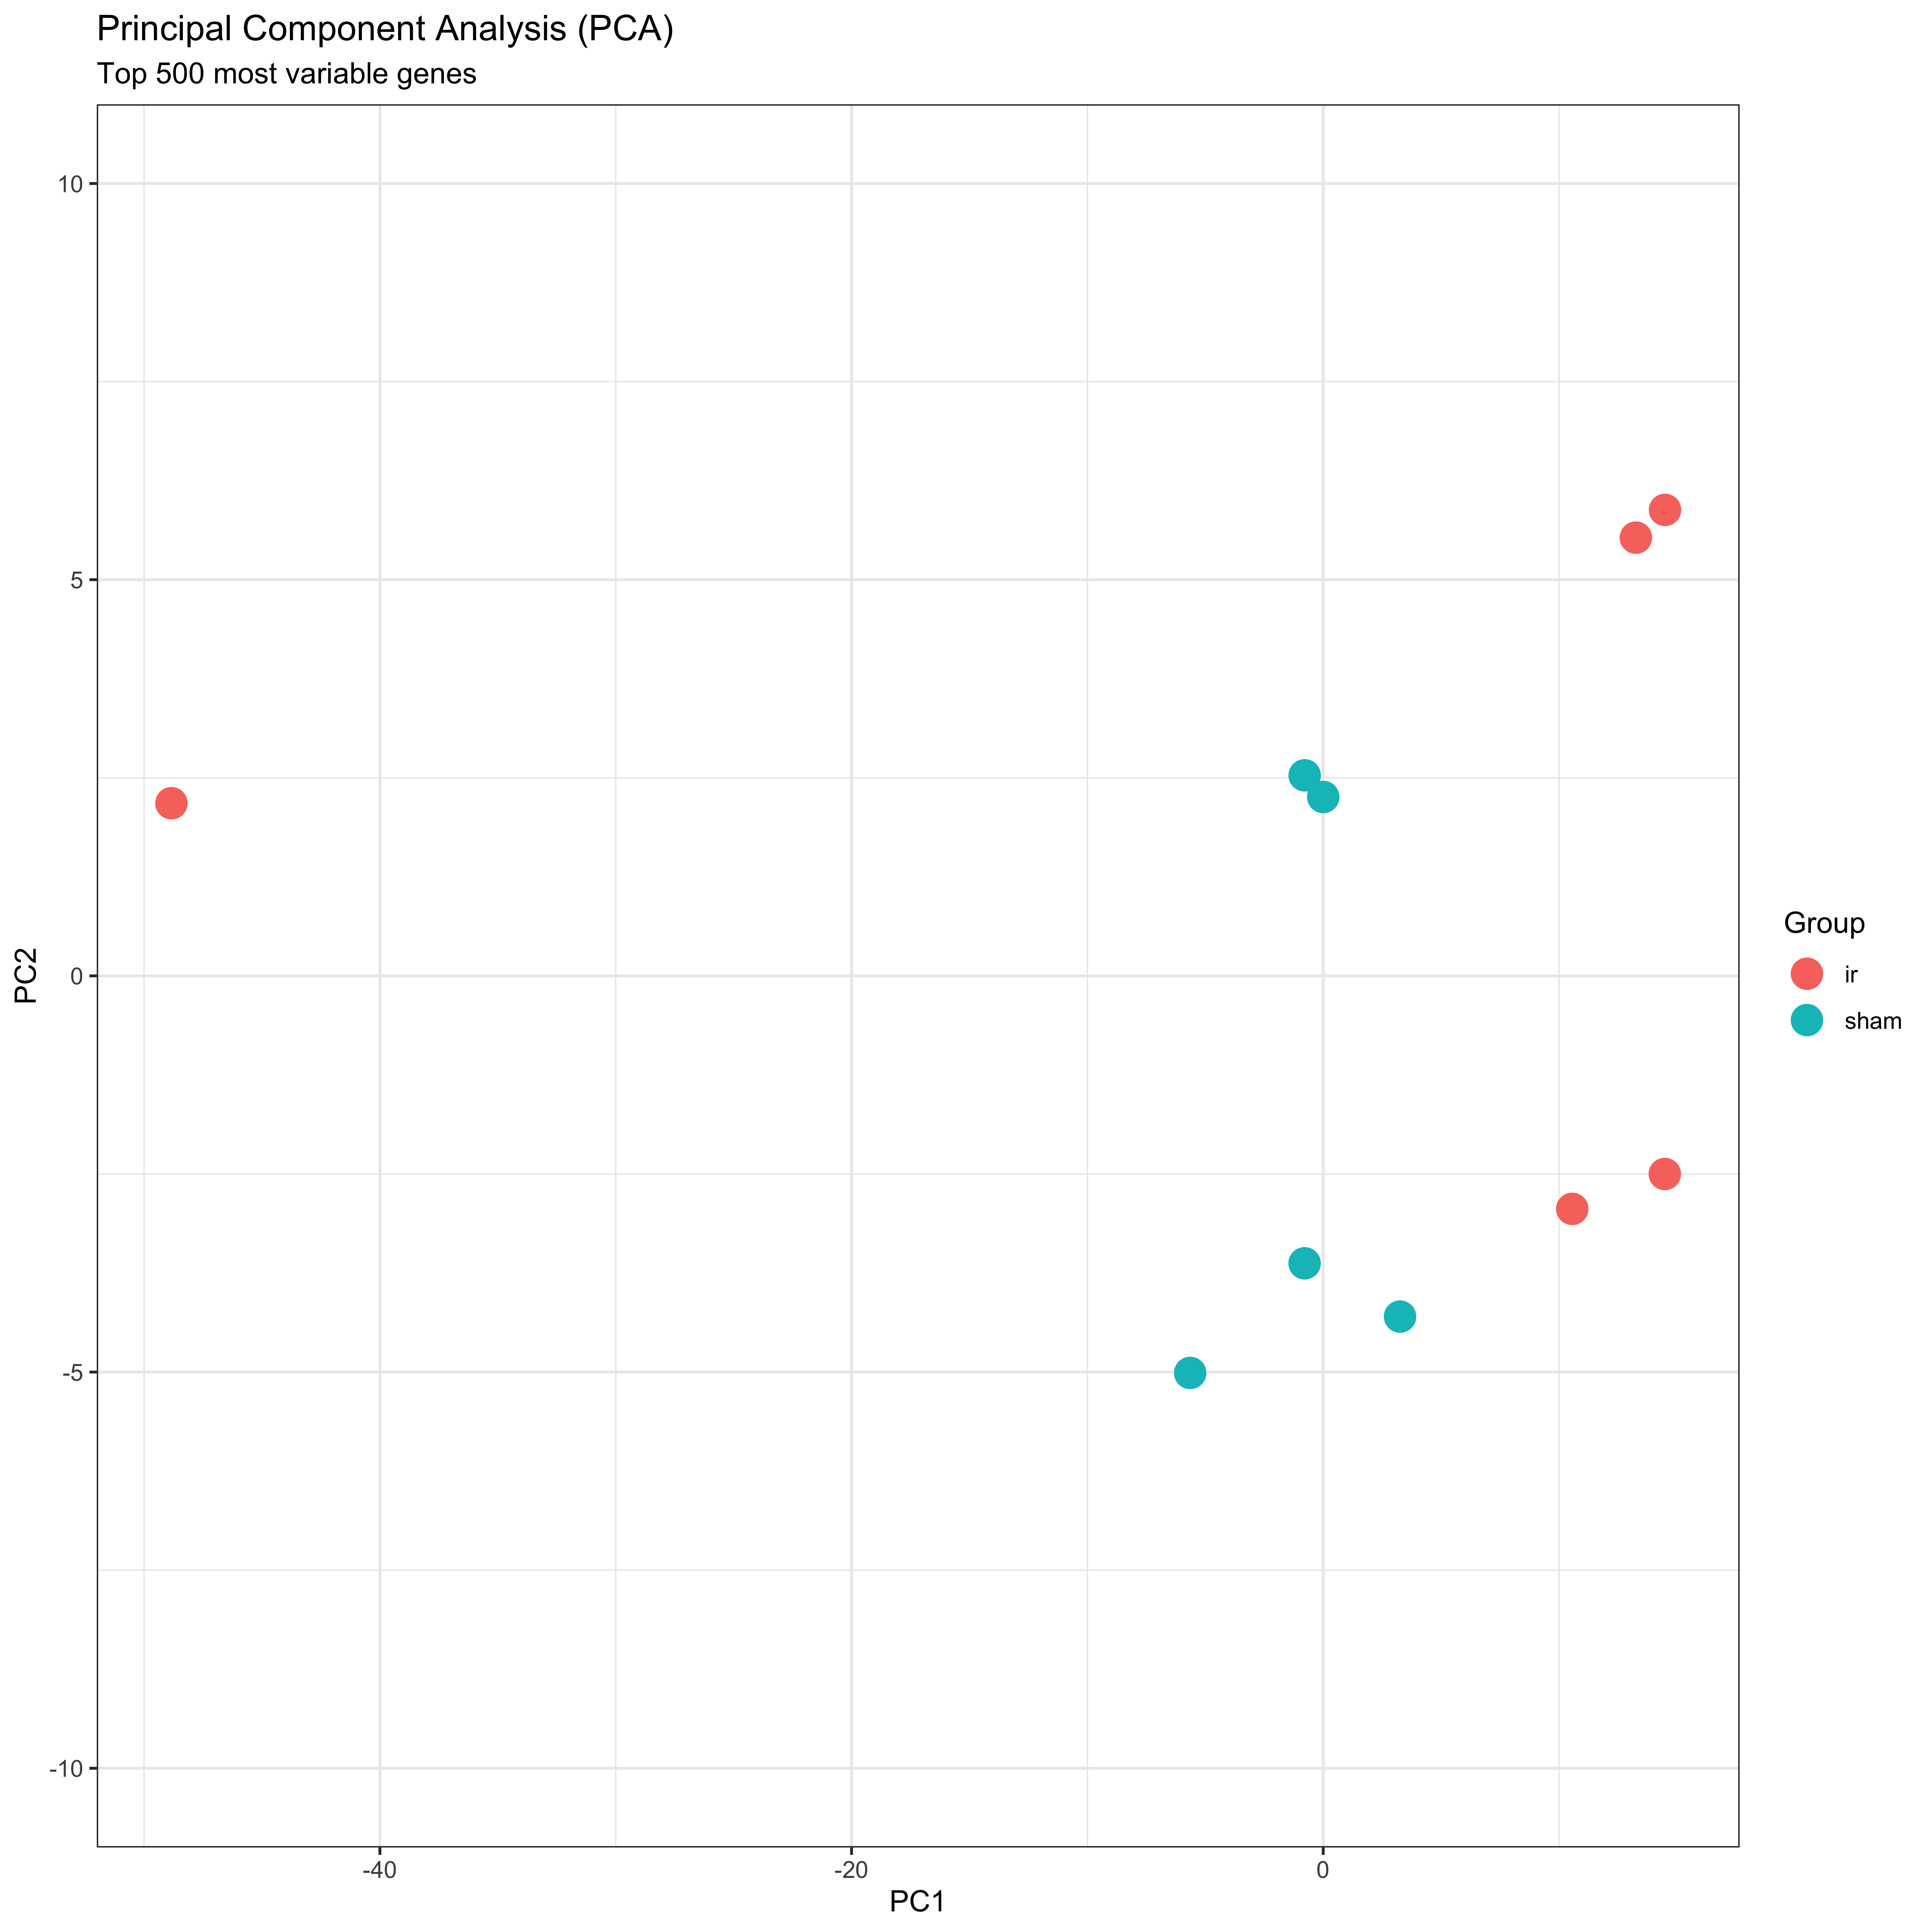 Principal Component Analysis (PCA)
Top 500 most variable genes
10
5
0
-5
-10
PC2
-40
-20
0
PC1
Group
ir
sham